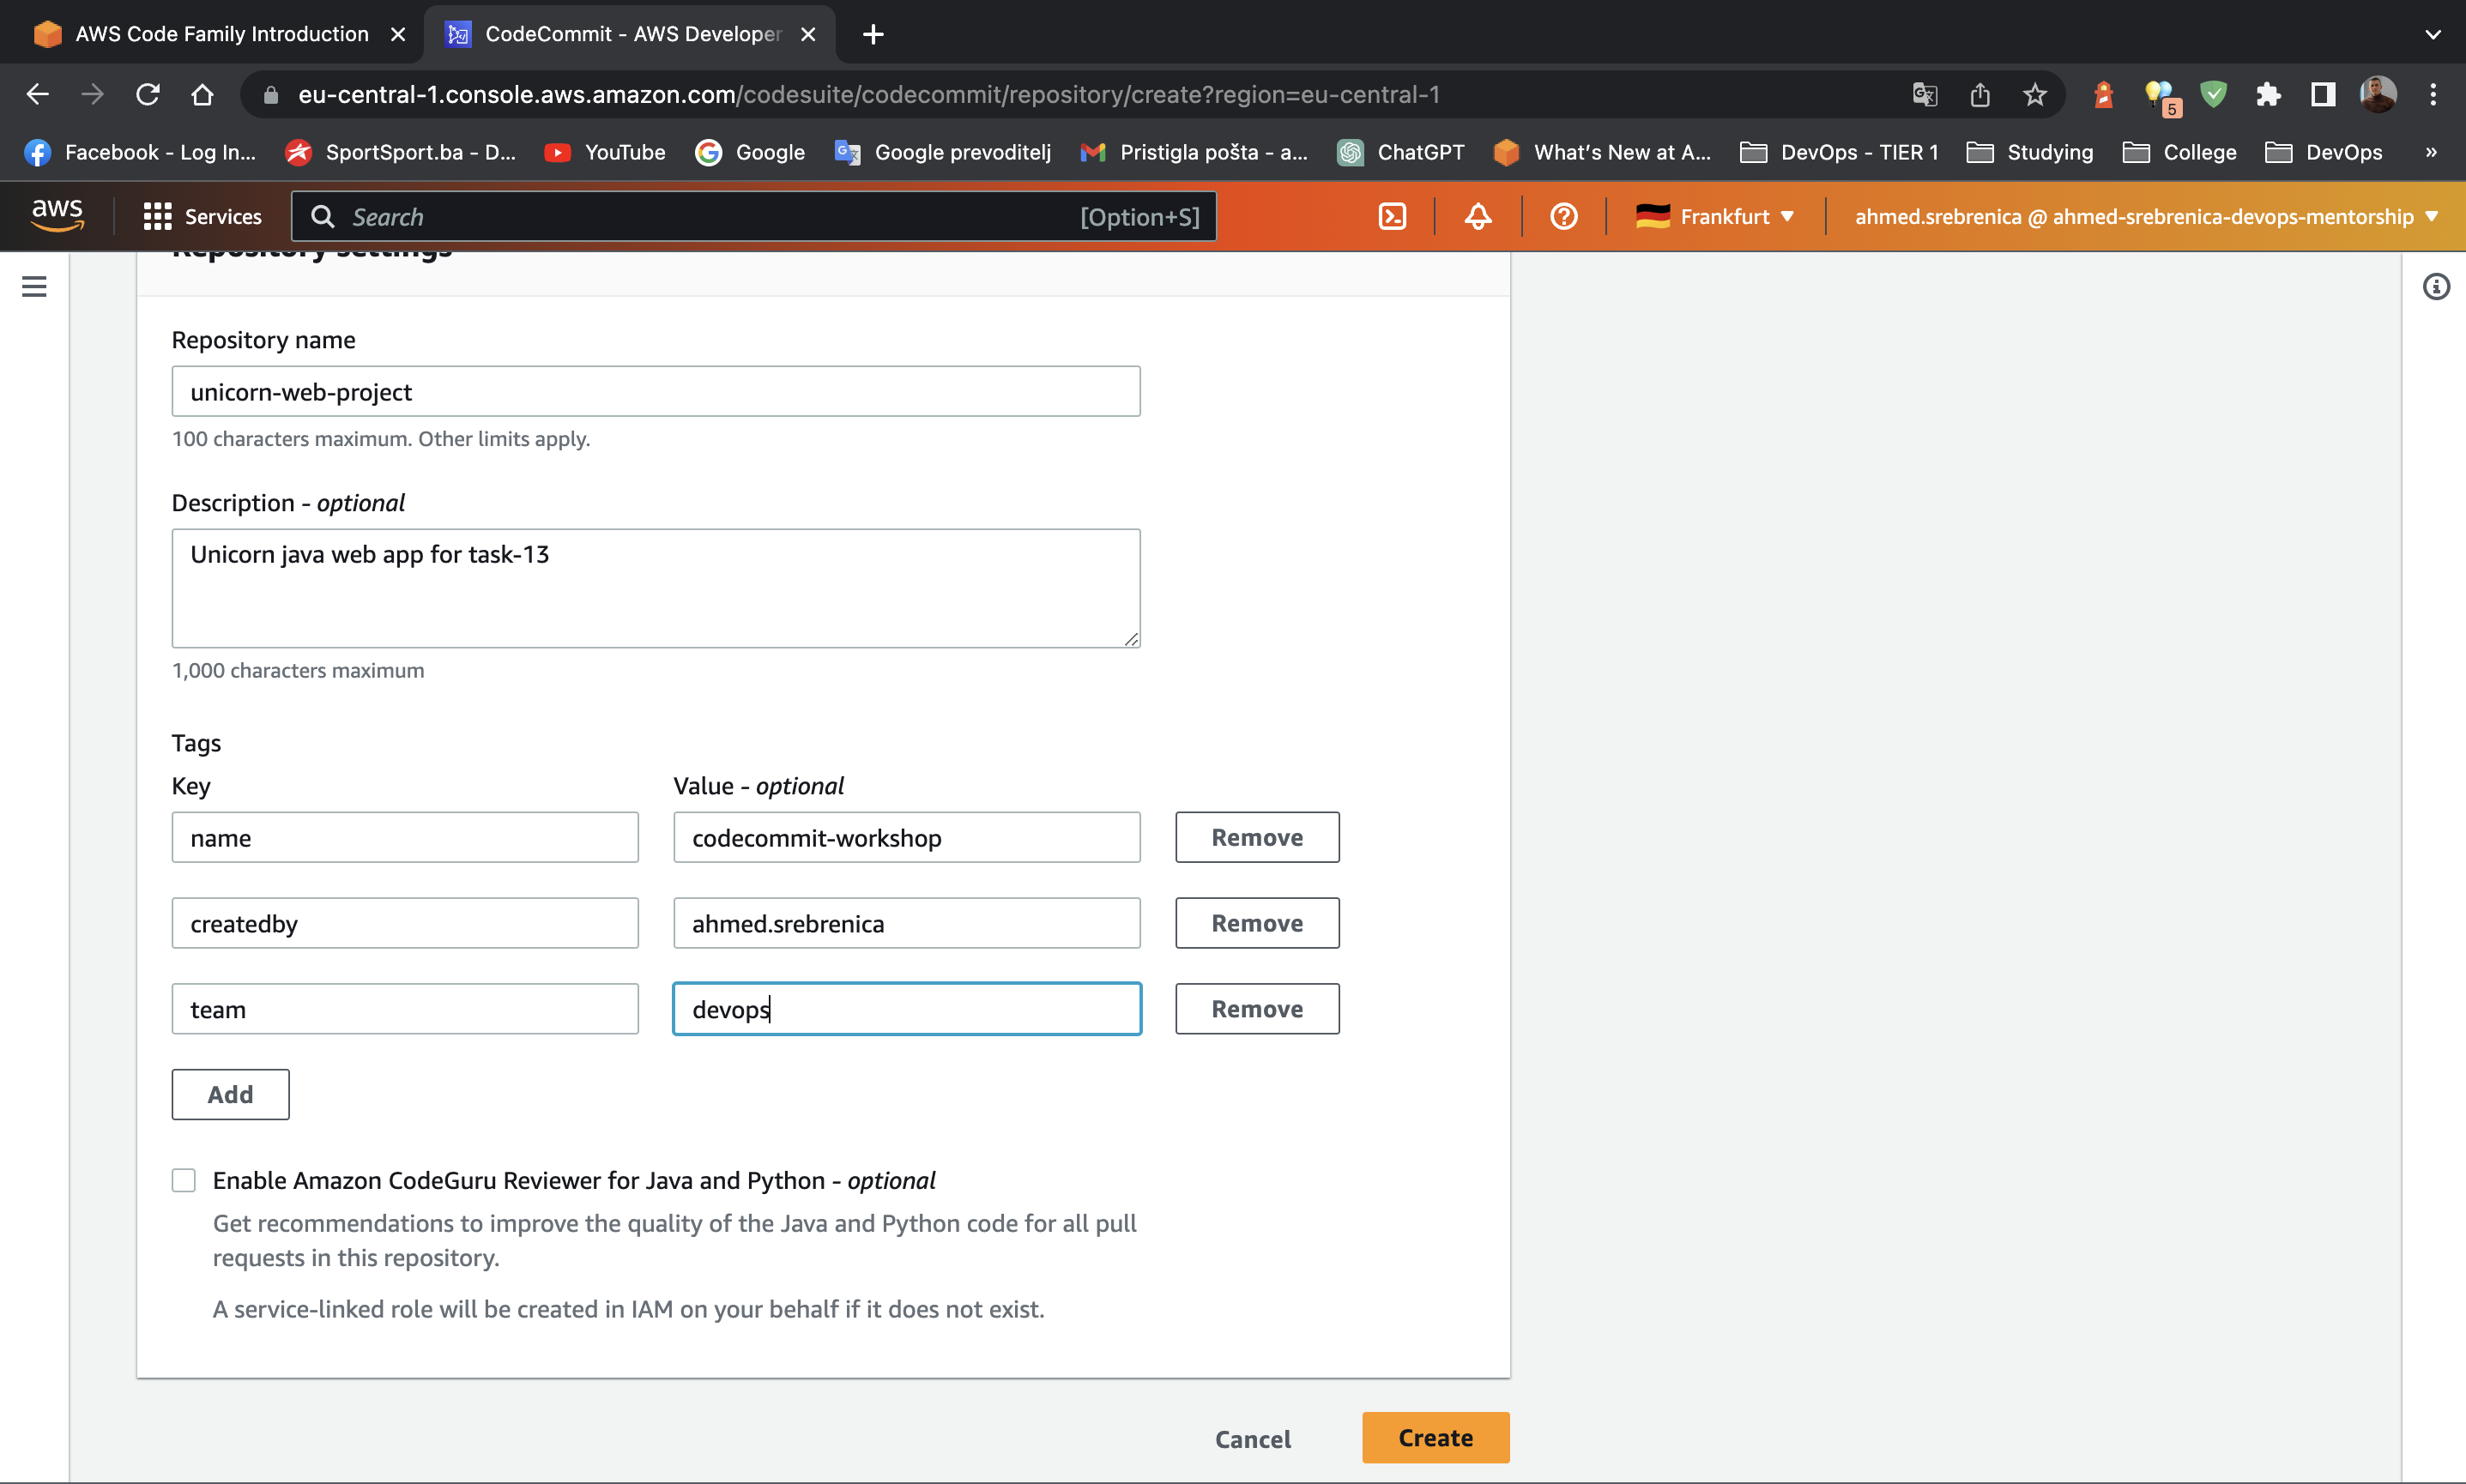 AWS Code Family Introduction
CodeCommit - AWS Developer
eu-central-1.console.aws.amazon.com/codesuite/codecommit/repository/create?region=eu-central-1
5
Facebook - Log In...
SportSport.ba - D...
YouTube
Google
Google prevoditelj
Pristigla pošta - a...
ChatGPT
What's New at A...
DevOps - TIER 1
Studying
College
DevOps
»
aws
Services
Search
[Option+S]
Frankfurt
ahmed.srebrenica @ ahmed-srebrenica-devops-mentorship
Repository settings
Repository name
unicorn-web-project
100 characters maximum. Other limits apply.
Description - optional
Unicorn java web app for task-13
1,000 characters maximum
Tags
Key
Value - optional
name
codecommit-workshop
Remove
createdby
ahmed.srebrenica
Remove
team
devops
Remove
Add
Enable Amazon CodeGuru Reviewer for Java and Python - optional
Get recommendations to improve the quality of the Java and Python code for all pull
requests in this repository.
A service-linked role will be created in IAM on your behalf if it does not exist.
Cancel
Create